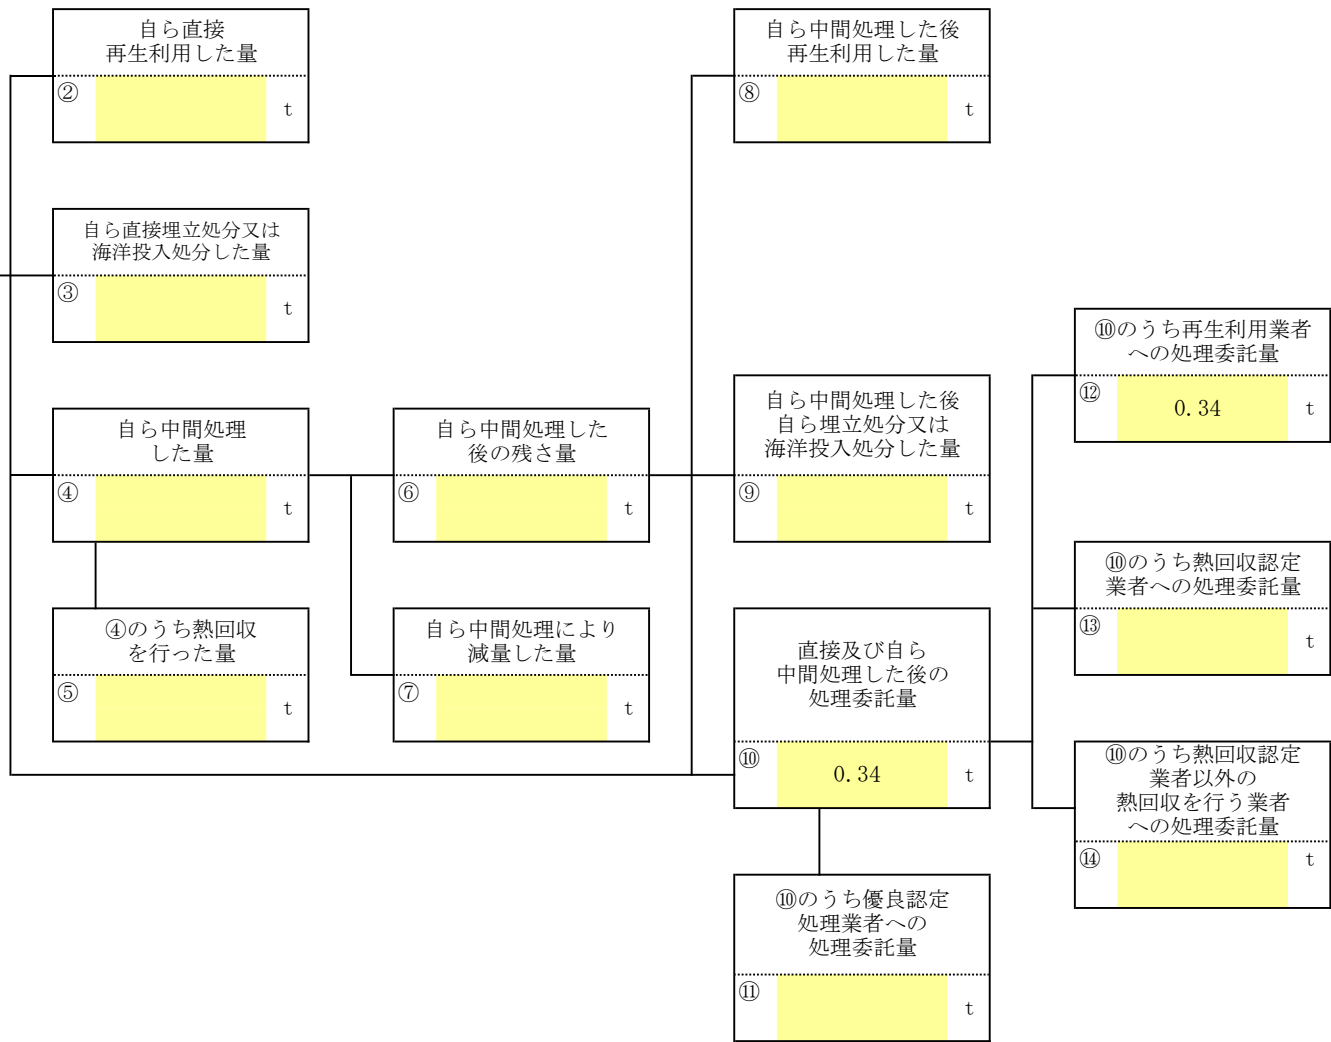 自ら直接
再生利用した量
②
t
自ら中間処理した後
再生利用した量
⑧
t
自ら直接埋立処分又は
海洋投入処分した量
③
t
⑩のうち再生利用業者
への処理委託量
⑫
0.34
t
自ら中間処理
した量
④
t
自ら中間処理した
後の残さ量
⑥
t
自ら中間処理した後
自ら埋立処分又は
海洋投入処分した量
⑨
t
⑩のうち熱回収認定
業者への処理委託量
⑬
t
④のうち熱回収
を行った量
⑤
t
自ら中間処理により
減量した量
⑦
t
直接及び自ら
中間処理した後の
処理委託量
⑩
0.34
t
⑩のうち熱回収認定
業者以外の
熱回収を行う業者
への処理委託量
⑭
t
⑩のうち優良認定
処理業者への
処理委託量
⑪
t